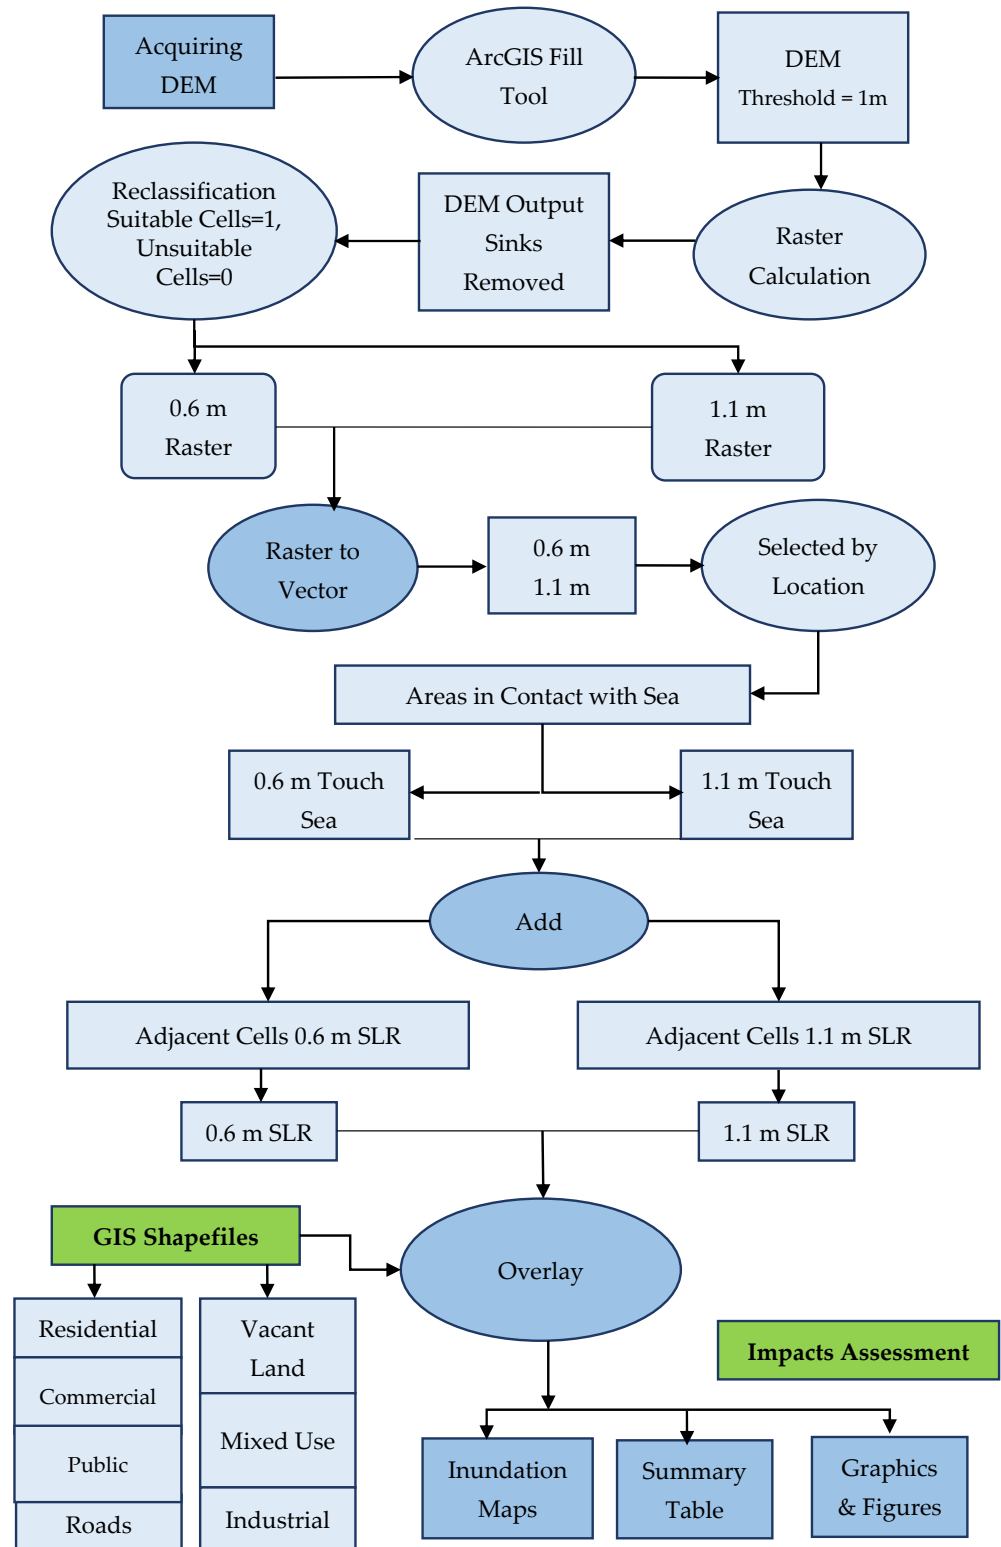 Acquiring
DEM
ArcGIS Fill
Tool
DEM
Threshold = 1m
Reclassification
Suitable Cells=1,
Unsuitable
Cells=0
DEM Output
Sinks
Removed
Raster
Calculation
0.6 m
Raster
1.1 m
Raster
Raster to
Vector
0.6 m
1.1 m
Selected by
Location
Areas in Contact with Sea
0.6 m Touch
Sea
1.1 m Touch
Sea
Add
Adjacent Cells 0.6 m SLR
Adjacent Cells 1.1 m SLR
0.6 m SLR
1.1 m SLR
GIS Shapefiles
Overlay
Residential
Commercial
Public
Roads
Vacant
Land
Mixed Use
Industrial
Impacts Assessment
Inundation
Maps
Summary
Table
Graphics
& Figures